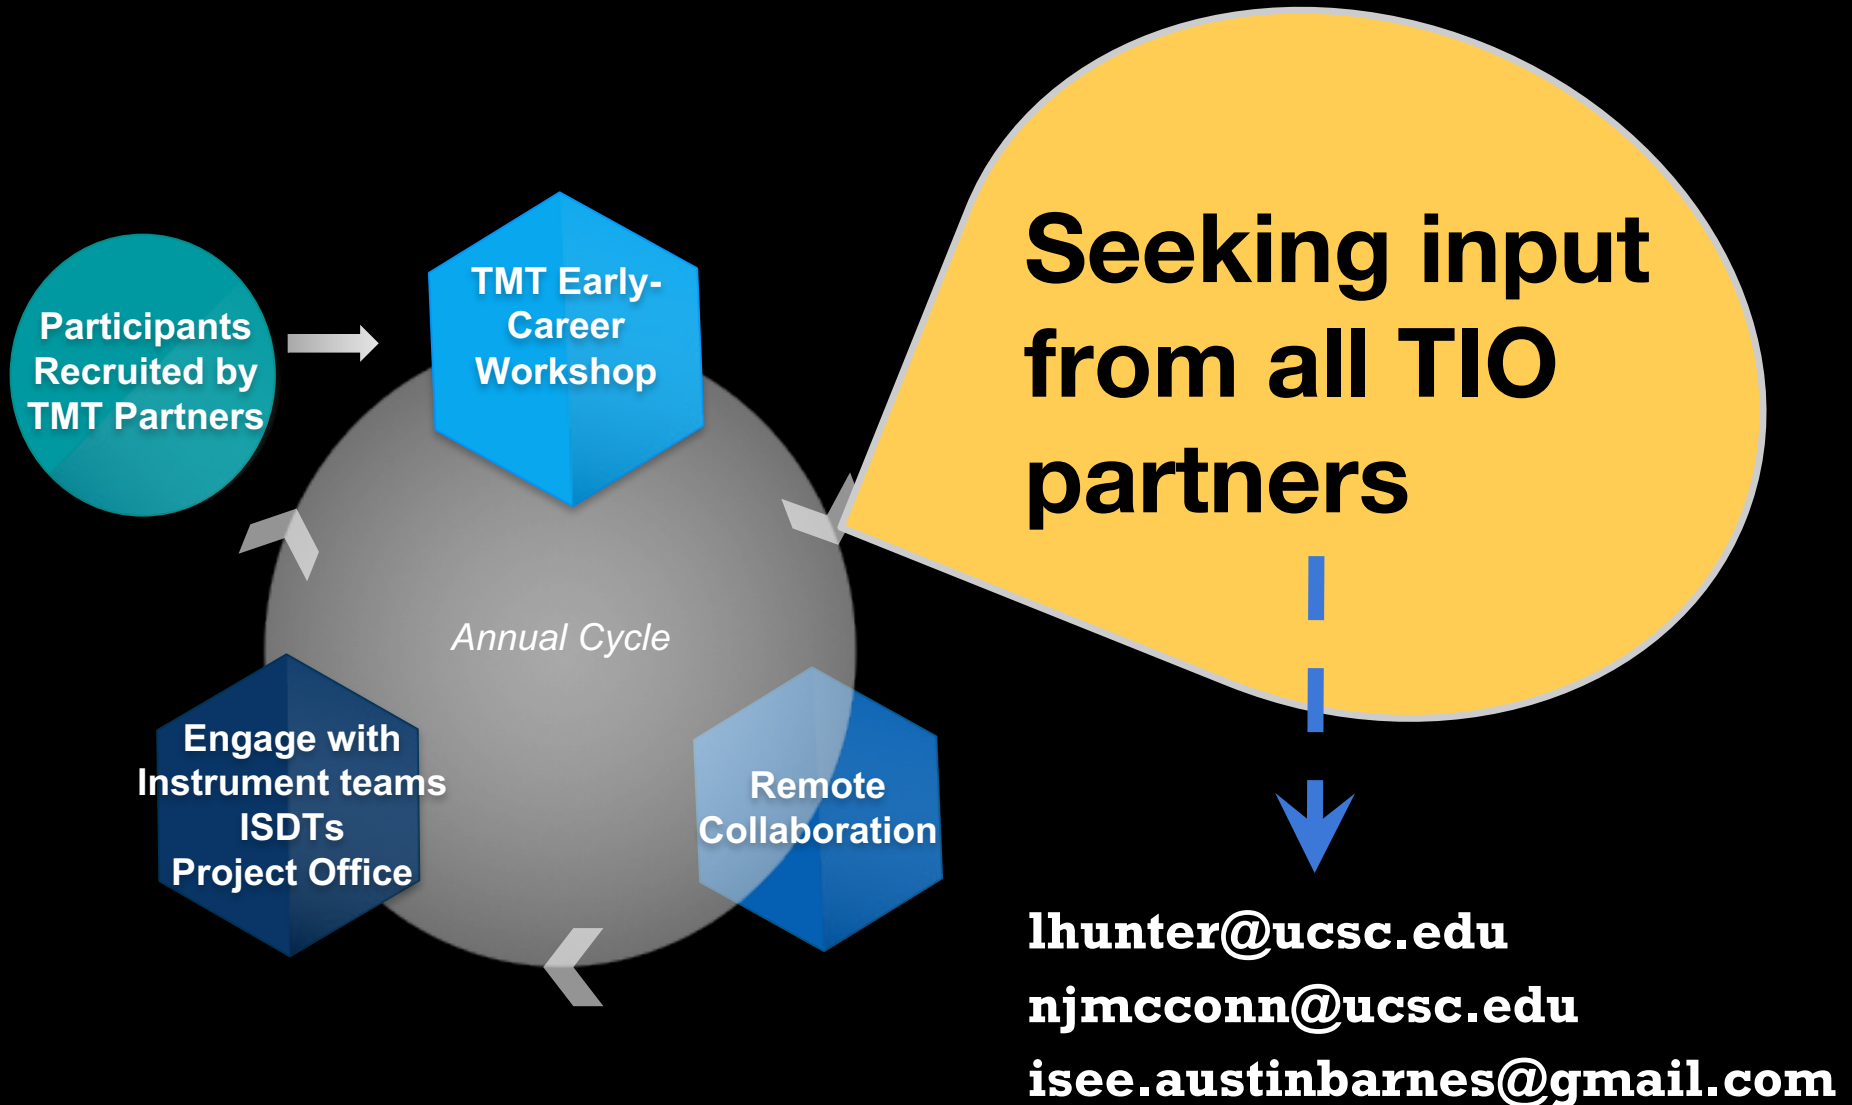 Participants
Recruited by
TMT Partners
TMT Early-
Career
Workshop
Seeking input
from all TIO
partners
Annual Cycle
Engage with
Instrument teams
ISDTs
Project Office
Remote
Collaboration
lhunter@ucsc.edu
njmcconn@ucsc.edu
isee.austinbarnes@gmail.com